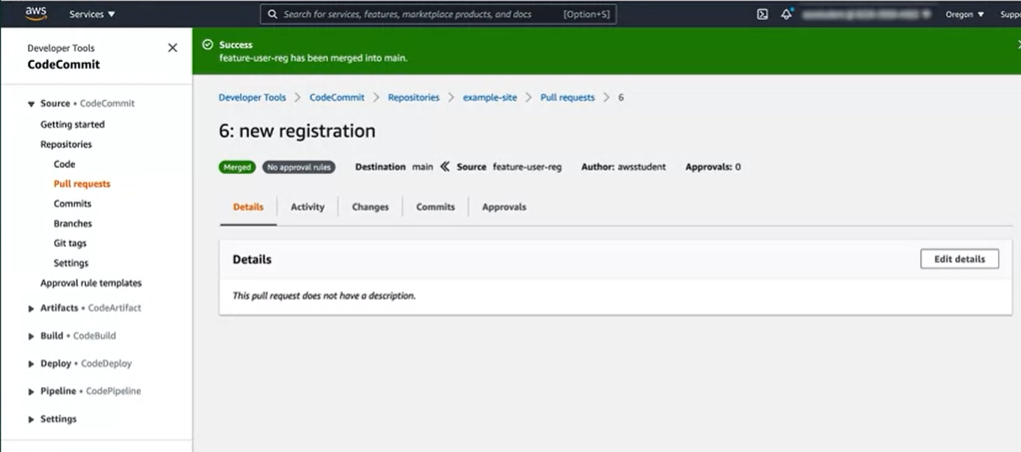 aws
Services ▼
Search for services, features, marketplace products, and docs [Option+S]
Oregon ▼
Supp
Developer Tools
CodeCommit
Source • CodeCommit
Getting started
Repositories
Code
Pull requests
Commits
Branches
Git tags
Settings
Approval rule templates
Artifacts • CodeArtifact
Build • CodeBuild
Deploy • CodeDeploy
Pipeline • CodePipeline
Settings
Success
feature-user-reg has been merged into main.
Developer Tools > CodeCommit > Repositories > example-site > Pull requests > 6
6: new registration
Merged No approval rules Destination main « Source feature-user-reg Author: awsstudent Approvals: 0
Details Activity Changes Commits Approvals
Details
Edit details
This pull request does not have a description.